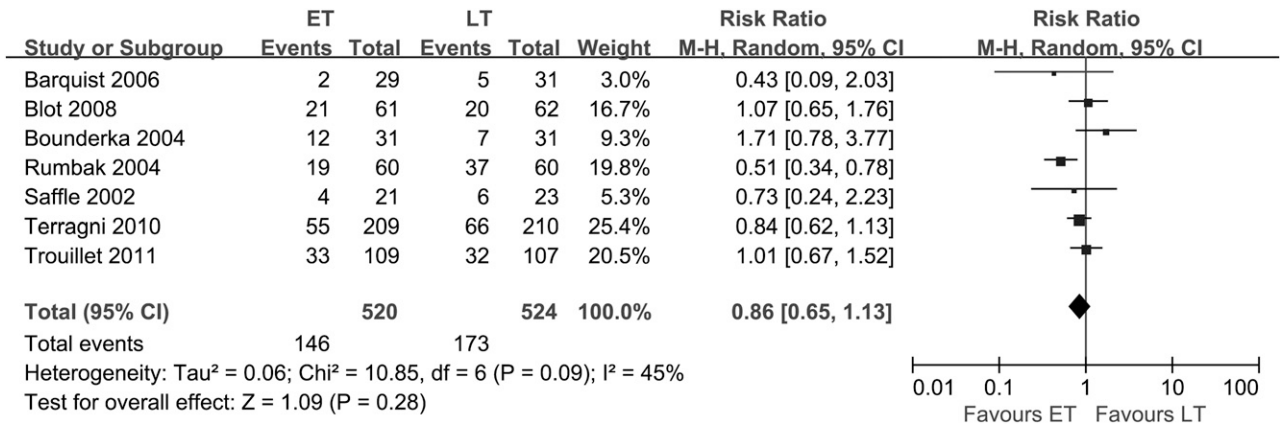 ET LT Risk Ratio Risk Ratio
Study or Subgroup Events Total Events Total Weight M-H, Random, 95% CI M-H, Random, 95% CI
Barquist 2006 2 29 5 31 3.0% 0.43 [0.09, 2.03]
Blot 2008 21 61 20 62 16.7% 1.07 [0.65, 1.76]
Bounderka 2004 12 31 7 31 9.3% 1.71 [0.78, 3.77]
Rumbak 2004 19 60 37 60 19.8% 0.51 [0.34, 0.78]
Saffle 2002 4 21 6 23 5.3% 0.73 [0.24, 2.23]
Terragni 2010 55 209 66 210 25.4% 0.84 [0.62, 1.13]
Trouillet 2011 33 109 32 107 20.5% 1.01 [0.67, 1.52]
Total (95% CI) 520 524 100.0% 0.86 [0.65, 1.13]
Total events 146 173
Heterogeneity: Tau² = 0.06; Chi² = 10.85, df = 6 (P = 0.09); I² = 45%
Test for overall effect: Z = 1.09 (P = 0.28)
0.01 0.1 1 10 100
Favours ET Favours LT